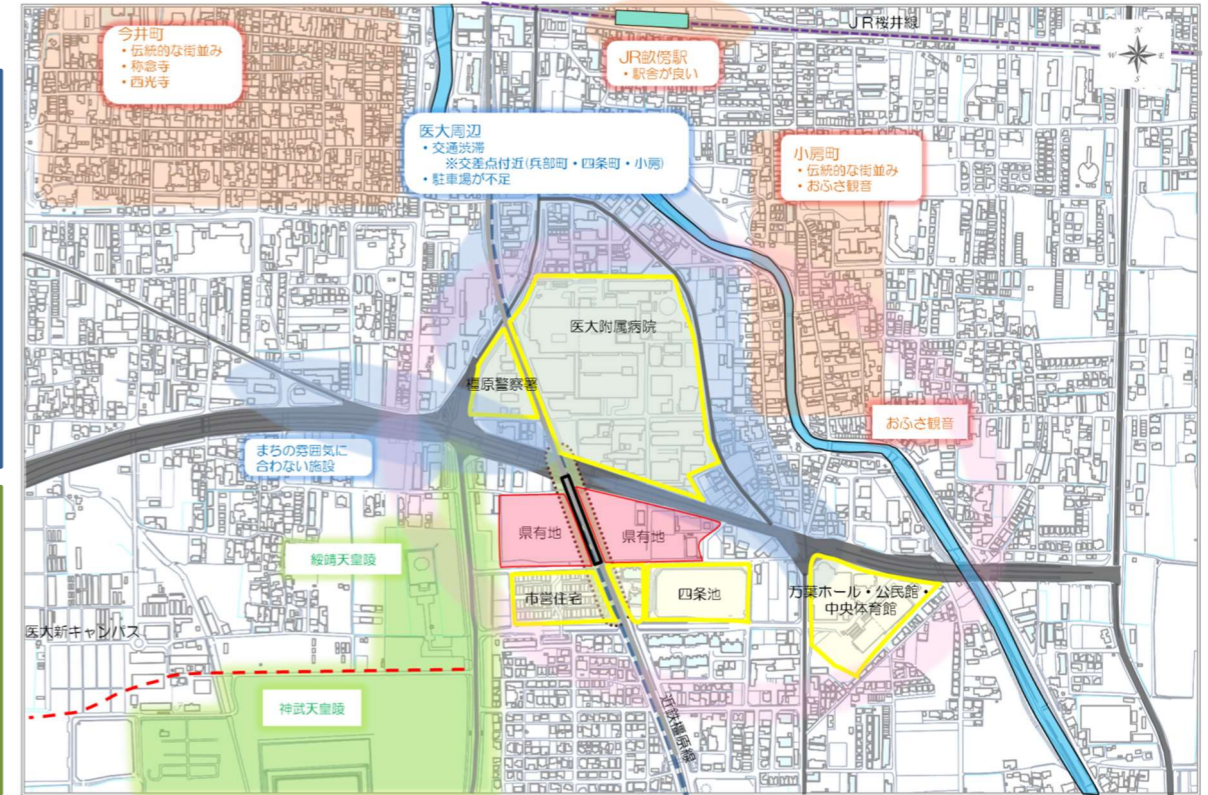 今井町
・伝統的な街並み
・称念寺
・西光寺
JR畝傍駅
・駅舎が良い
JR桜井線
N
W
E
S
医大周辺
・交通渋滞
※交差点付近(兵部町・四条町・小房)
・駐車場が不足
小房町
・伝統的な街並み
・おふさ観音
医大附属病院
橿原警察署
おふさ観音
まちの雰囲気に
合わない施設
県有地
県有地
綏靖天皇陵
市営住宅
四条池
万葉ホール・公民館・
中央体育館
医大新キャンパス
神武天皇陵
近鉄橿原線